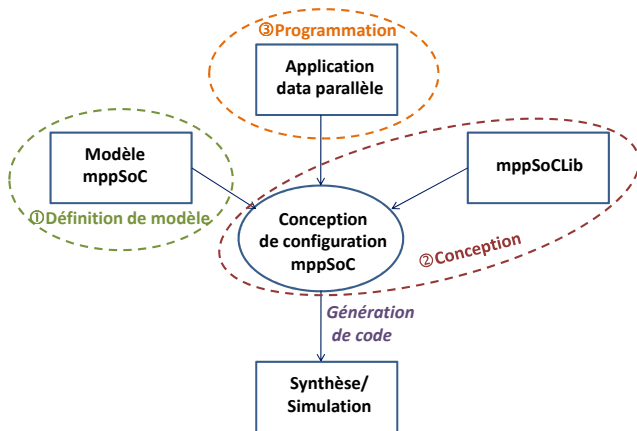 ③Programmation
Application
data parallèle
Modèle
mppSoC
mppSoCLib
①Définition de modèle
Conception
de configuration
mppSoC
②Conception
Génération
de code
Synthèse/
Simulation